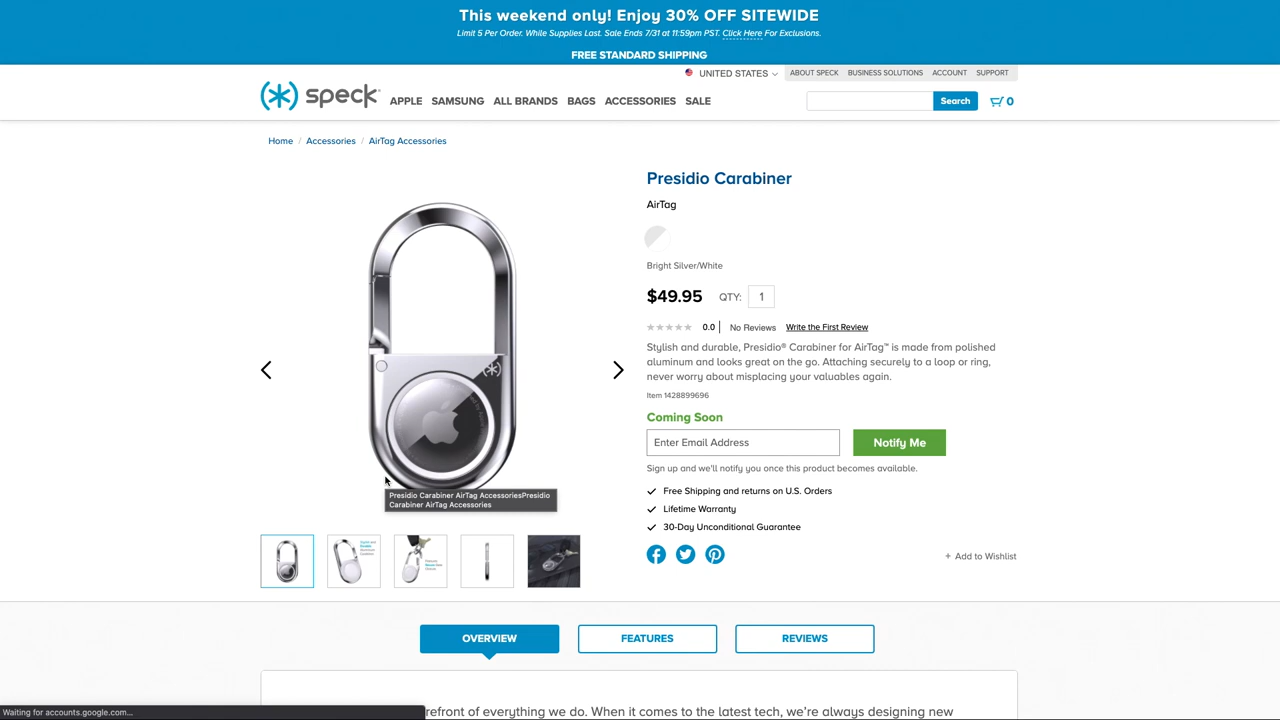 This weekend only! Enjoy 30% OFF SITEWIDE
Limit 5 Per Order. While Supplies Last. Sale Ends 7/31 at 11:59pm PST. Click Here For Exclusions.
FREE STANDARD SHIPPING
UNITED STATES ABOUT SPECK BUSINESS SOLUTIONS ACCOUNT SUPPORT
speck APPLE SAMSUNG ALL BRANDS BAGS ACCESSORIES SALE Search 0
Home / Accessories / AirTag Accessories
Presidio Carabiner
AirTag
Bright Silver/White
$49.95 QTY: 1
0.0 No Reviews Write the First Review
Stylish and durable, Presidio® Carabiner for AirTag™ is made from polished
aluminum and looks great on the go. Attaching securely to a loop or ring,
never worry about misplacing your valuables again.
Item 1428899696
Coming Soon
Enter Email Address Notify Me
Sign up and we'll notify you once this product becomes available.
Presidio Carabiner AirTag AccessoriesPresidio
Carabiner AirTag Accessories
Free Shipping and returns on U.S. Orders
Lifetime Warranty
30-Day Unconditional Guarantee
+ Add to Wishlist
OVERVIEW FEATURES REVIEWS
refront of everything we do. When it comes to the latest tech, we're always designing new
Waiting for accounts.google.com...